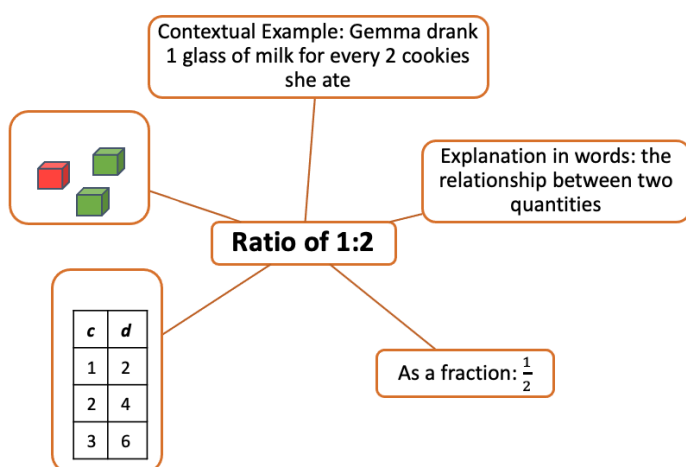 Contextual Example: Gemma drank
1 glass of milk for every 2 cookies
she ate
Explanation in words: the
relationship between two
quantities
Ratio of 1:2
c d
1 2
2 4
3 6
As a fraction: 1/2